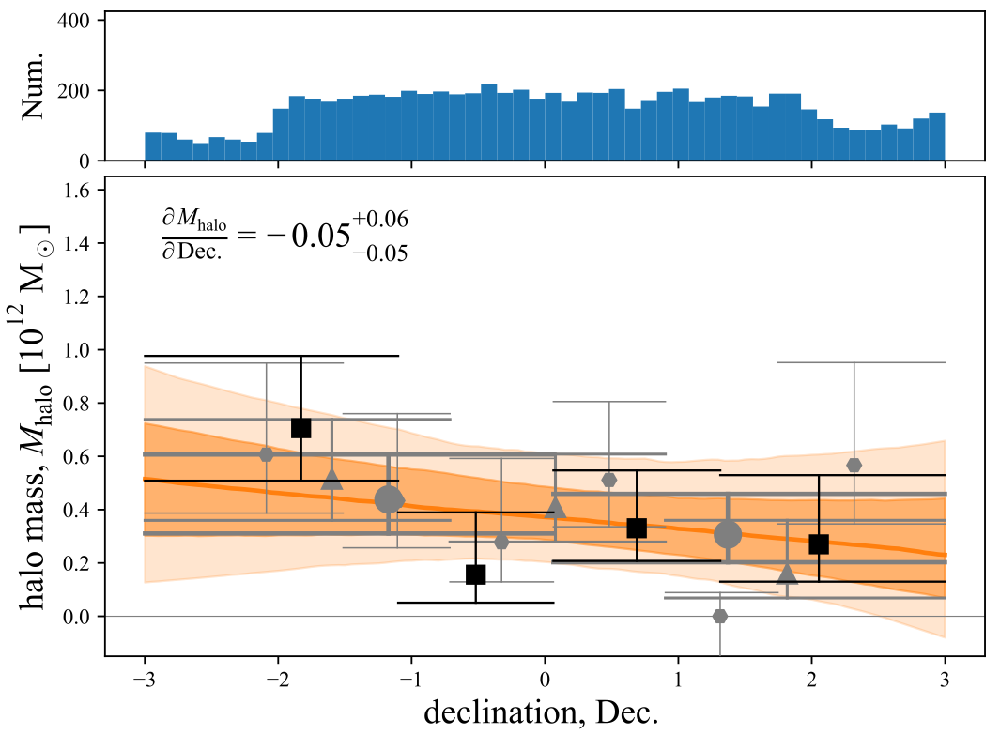 400
200
0
Num.
1.6
1.4
1.2
1.0
0.8
0.6
0.4
0.2
0.0
halo mass, M_halo [10^12 M_☉]
∂M_halo / ∂Dec. = −0.05 +0.06 −0.05
−3 −2 −1 0 1 2 3
declination, Dec.